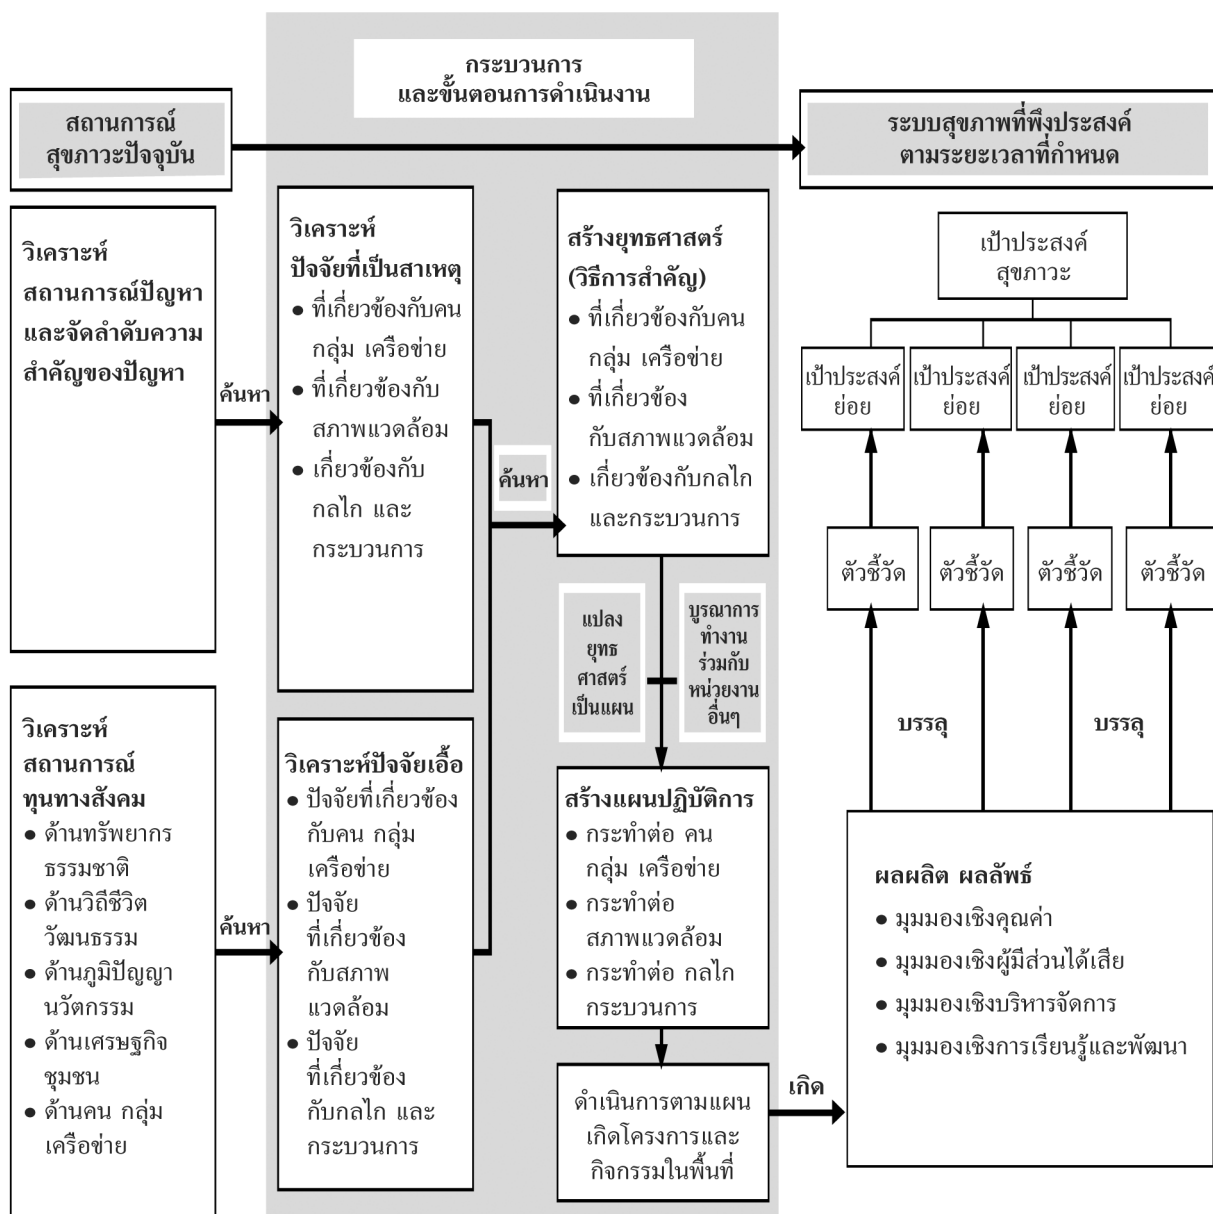 กระบวนการ
และขั้นตอนการดำเนินงาน
สถานการณ์
สุขภาวะปัจจุบัน
ระบบสุขภาพที่พึงประสงค์
ตามระยะเวลาที่กำหนด
วิเคราะห์
สถานการณ์ปัญหา
และจัดลำดับความ
สำคัญของปัญหา
ค้นหา
วิเคราะห์
ปัจจัยที่เป็นสาเหตุ
● ที่เกี่ยวข้องกับคน
กลุ่ม เครือข่าย
● ที่เกี่ยวข้องกับ
สภาพแวดล้อม
● เกี่ยวข้องกับ
กลไก และ
กระบวนการ
ค้นหา
สร้างยุทธศาสตร์
(วิธีการสำคัญ)
● ที่เกี่ยวข้องกับคน
กลุ่ม เครือข่าย
● ที่เกี่ยวข้อง
กับสภาพแวดล้อม
● เกี่ยวข้องกับกลไก
และกระบวนการ
แปลง
ยุทธ
ศาสตร์
เป็นแผน
บูรณาการ
ทำงาน
ร่วมกับ
หน่วยงาน
อื่นๆ
วิเคราะห์
สถานการณ์
ทุนทางสังคม
● ด้านทรัพยากร
ธรรมชาติ
● ด้านวิถีชีวิต
วัฒนธรรม
● ด้านภูมิปัญญา
นวัตกรรม
● ด้านเศรษฐกิจ
ชุมชน
● ด้านคน กลุ่ม
เครือข่าย
ค้นหา
วิเคราะห์ปัจจัยเอื้อ
● ปัจจัยที่เกี่ยวข้อง
กับคน กลุ่ม
เครือข่าย
● ปัจจัย
ที่เกี่ยวข้อง
กับสภาพ
แวดล้อม
● ปัจจัย
ที่เกี่ยวข้อง
กับกลไก และ
กระบวนการ
สร้างแผนปฏิบัติการ
● กระทำต่อ คน
กลุ่ม เครือข่าย
● กระทำต่อ
สภาพแวดล้อม
● กระทำต่อ กลไก
กระบวนการ
ดำเนินการตามแผน
เกิดโครงการและ
กิจกรรมในพื้นที่
เกิด
เป้าประสงค์
สุขภาวะ
เป้าประสงค์
ย่อย
เป้าประสงค์
ย่อย
เป้าประสงค์
ย่อย
เป้าประสงค์
ย่อย
ตัวชี้วัด
ตัวชี้วัด
ตัวชี้วัด
ตัวชี้วัด
บรรลุ
บรรลุ
ผลผลิต ผลลัพธ์
● มุมมองเชิงคุณค่า
● มุมมองเชิงผู้มีส่วนได้เสีย
● มุมมองเชิงบริหารจัดการ
● มุมมองเชิงการเรียนรู้และพัฒนา